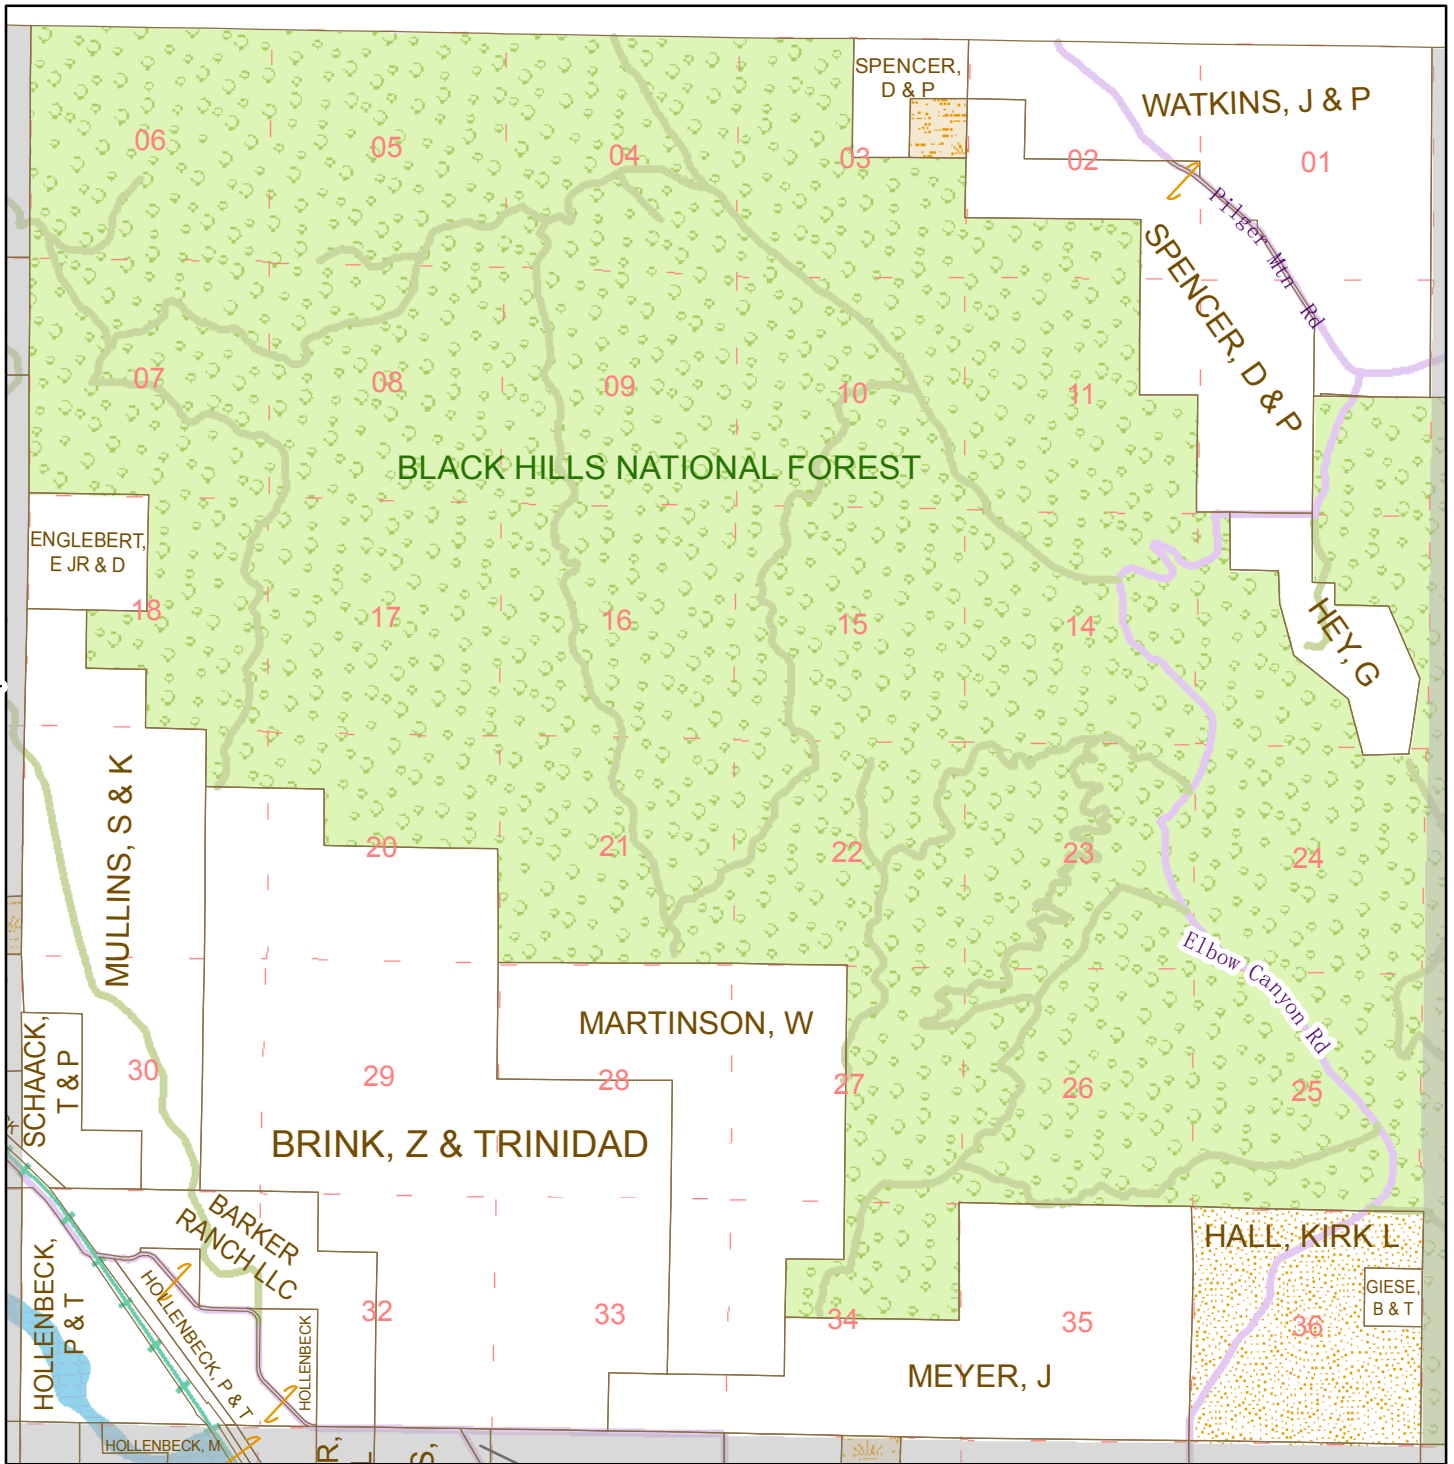 SPENCER,
D & P
WATKINS, J & P
06
05
04
03
02
01
Pilger Mtn Rd
SPENCER, D & P
07
08
09
10
11
BLACK HILLS NATIONAL FOREST
ENGLEBERT,
E JR & D
18
17
16
15
14
HEY, G
MULLINS, S & K
20
21
22
23
24
Elbow Canyon Rd
MARTINSON, W
SCHAACK,
T & P
30
29
28
27
26
25
BRINK, Z & TRINIDAD
BARKER
RANCH LLC
HALL, KIRK L
HOLLENBECK,
P & T
HOLLENBECK, P & T
HOLLENBECK
GIESE,
B & T
32
33
34
35
36
MEYER, J
HOLLENBECK, M